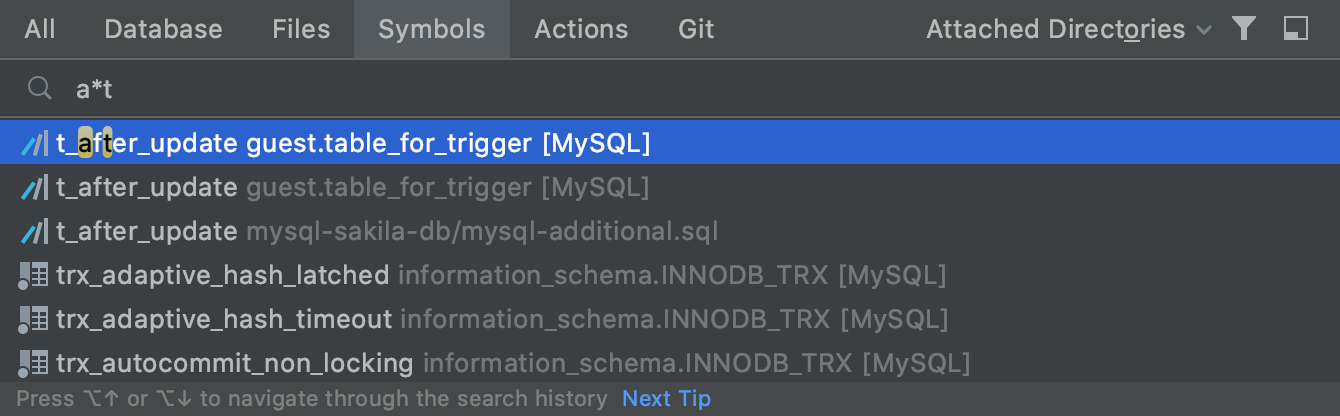 All Database Files Symbols Actions Git Attached Directories
a*t
t_after_update guest.table_for_trigger [MySQL]
t_after_update guest.table_for_trigger [MySQL]
t_after_update mysql-sakila-db/mysql-additional.sql
trx_adaptive_hash_latched information_schema.INNODB_TRX [MySQL]
trx_adaptive_hash_timeout information_schema.INNODB_TRX [MySQL]
trx_autocommit_non_locking information_schema.INNODB_TRX [MySQL]
Press ⌥↑ or ⌥↓ to navigate through the search history Next Tip